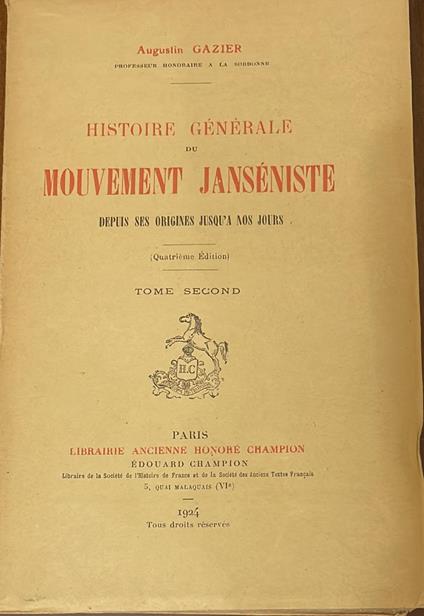 Augustin GAZIER
PROFESSEUR HONORAIRE A LA SORBONNE
HISTOIRE GÉNÉRALE
DU
MOUVEMENT JANSÉNISTE
DEPUIS SES ORIGINES JUSQU'A NOS JOURS
(Quatrième Édition)
TOME SECOND
H.C
PARIS
LIBRAIRIE ANCIENNE HONORÉ CHAMPION
ÉDOUARD CHAMPION
Libraire de la Société de l'Histoire de France et de la Société des Anciens Textes Français
5, QUAI MALAQUAIS (VIe)
1924
Tous droits réservés